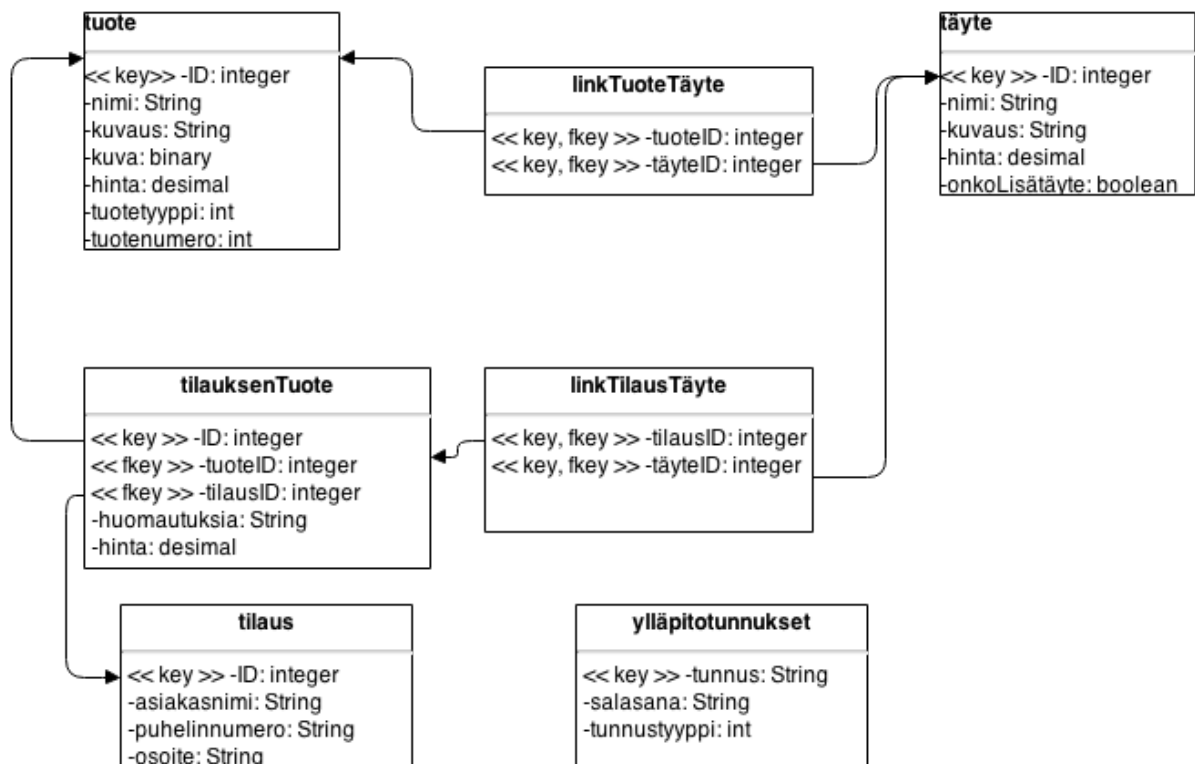 tuote
<< key>> -ID: integer
-nimi: String
-kuvaus: String
-kuva: binary
-hinta: desimal
-tuotetyyppi: int
-tuotenumero: int
linkTuoteTäyte
<< key, fkey >> -tuoteID: integer
<< key, fkey >> -täyteID: integer
täyte
<< key >> -ID: integer
-nimi: String
-kuvaus: String
-hinta: decimal
-onkoLisätäyte: boolean
tilauksenTuote
<< key >> -ID: integer
<< fkey >> -tuoteID: integer
<< fkey >> -tilausID: integer
-huomautuksia: String
-hinta: desimal
linkTilausTäyte
<< key, fkey >> -tilausID: integer
<< key, fkey >> -täyteID: integer
tilaus
<< key >> -ID: integer
-asiakasnimi: String
-puhelinnumero: String
-osoite: String
ylläpitotunnukset
<< key >> -tunnus: String
-salasana: String
-tunnustyyppi: int